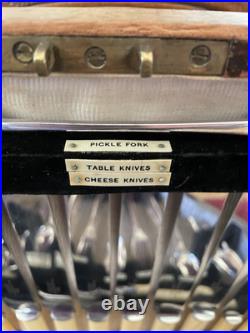 PICKLE FORK
TABLE KNIVES
CHEESE KNIVES